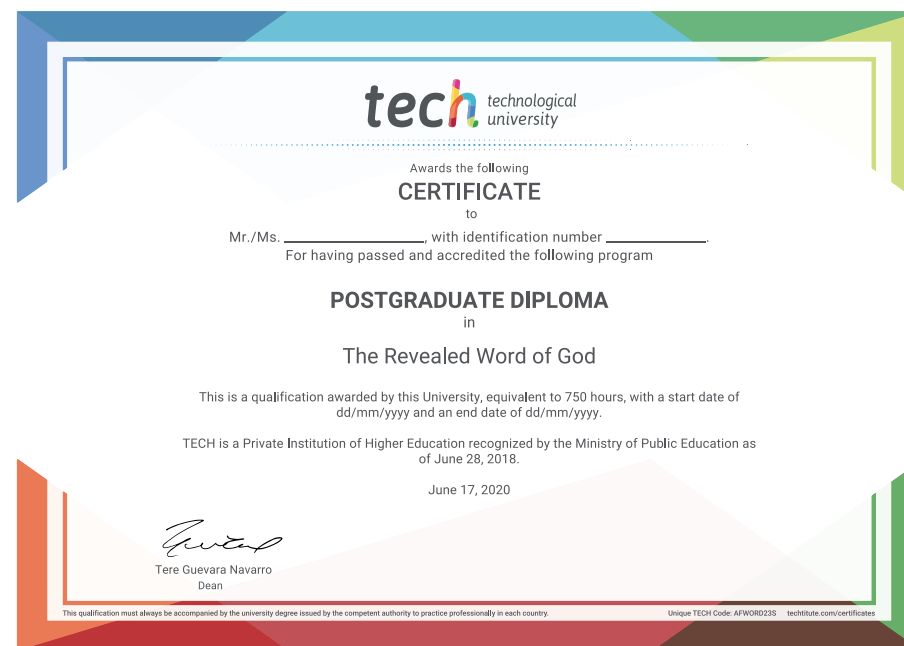 tech technological
university
Awards the following
CERTIFICATE
to
Mr./Ms. ____________________, with identification number ______________.
For having passed and accredited the following program
POSTGRADUATE DIPLOMA
in
The Revealed Word of God
This is a qualification awarded by this University, equivalent to 750 hours, with a start date of
dd/mm/yyyy and an end date of dd/mm/yyyy.
TECH is a Private Institution of Higher Education recognized by the Ministry of Public Education as
of June 28, 2018.
June 17, 2020
Tere Guevara Navarro
Dean
This qualification must always be accompanied by the university degree issued by the competent authority to practice professionally in each country.
Unique TECH Code: AFWORD23S techtitute.com/certificates